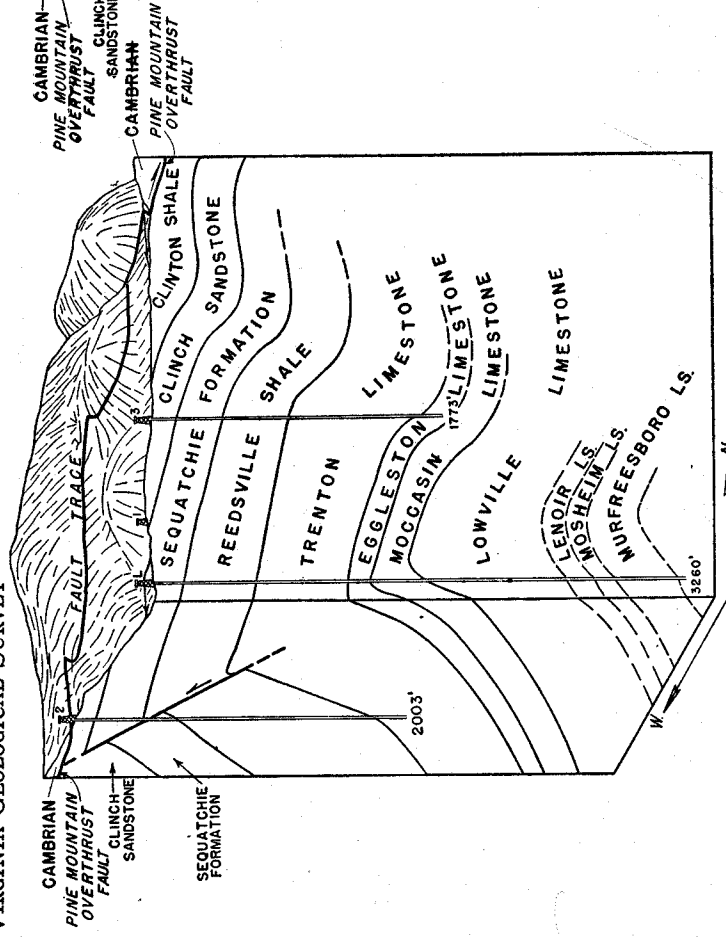 VIRGINIA GEOLOGICAL SURVEY
CAMBRIAN
PINE MOUNTAIN
OVERTHRUST
FAULT
CLINCH
SANDSTONE
CAMBRIAN
PINE MOUNTAIN
OVERTHRUST
FAULT
FAULT TRACE
2
1
3
CLINTON SHALE
CLINCH SANDSTONE
SEQUATCHIE FORMATION
REEDSVILLE SHALE
TRENTON LIMESTONE
EGGLESTON LIMESTONE
MOCCASIN LIMESTONE
LOWVILLE LIMESTONE
LENOIR LS.
MOSHEIM LS.
MURFREESBORO LS.
1773'
2003'
3260'
W.
CAMBRIAN
PINE MOUNTAIN
OVERTHRUST
FAULT
CLINCH
SANDSTONE
SEQUATCHIE
FORMATION